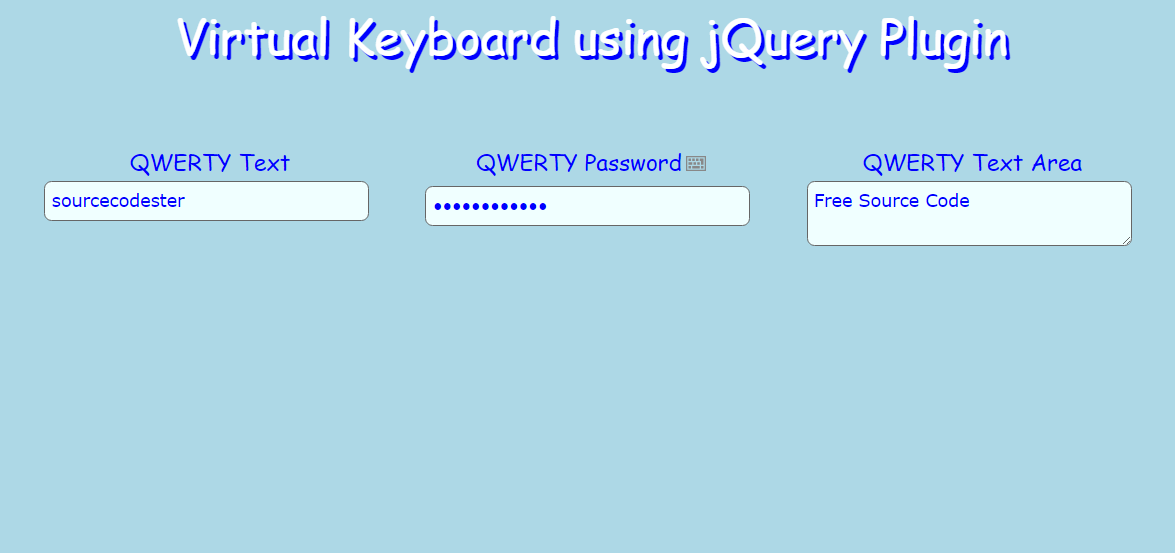 Virtual Keyboard using jQuery Plugin
QWERTY Text
QWERTY Password
QWERTY Text Area
sourcecodester
••••••••••••
Free Source Code